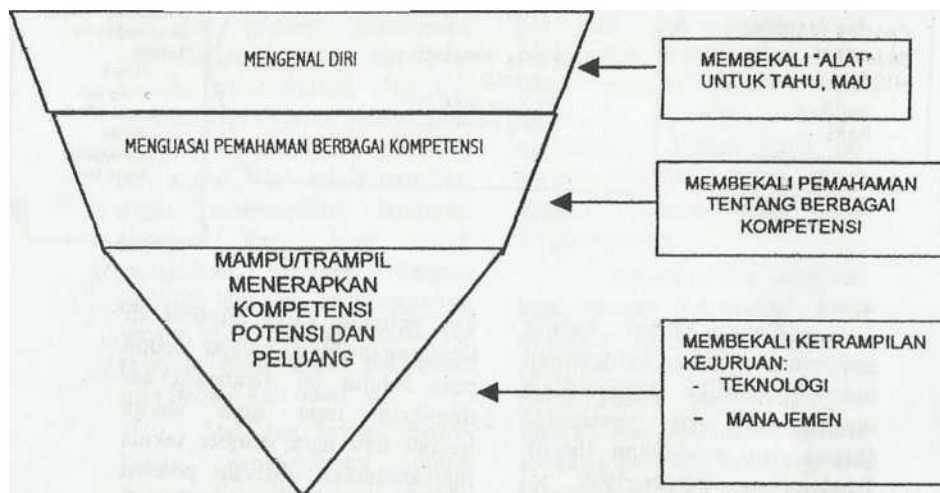 MENGENAL DIRI
MEMBEKALI "ALAT"
UNTUK TAHU, MAU
MENGUASAI PEMAHAMAN BERBAGAI KOMPETENSI
MEMBEKALI PEMAHAMAN
TENTANG BERBAGAI
KOMPETENSI
MAMPU/TRAMPIL
MENERAPKAN
KOMPETENSI
POTENSI DAN
PELUANG
MEMBEKALI KETRAMPILAN
KEJURUAN:
- TEKNOLOGI
- MANAJEMEN